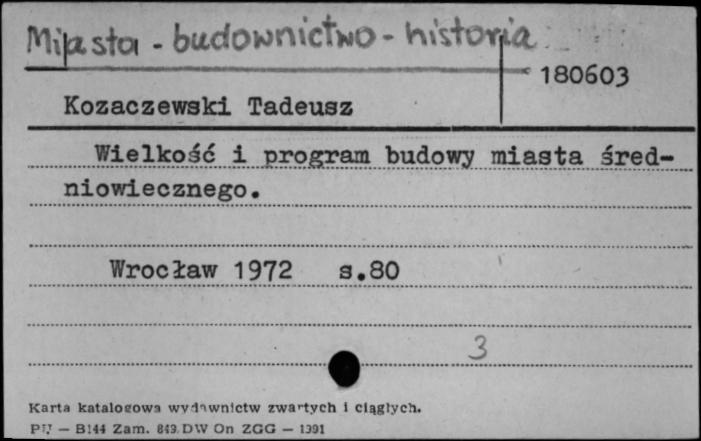 Miasta - budownictwo - historia
180603
Kozaczewski Tadeusz
Wielkość i program budowy miasta śred-
niowiecznego.
Wrocław 1972 s.80
3
Karta katalogowa wydawnictw zwartych i ciągłych.
PU — B144 Zam. 849. DW On ZGG — 1391